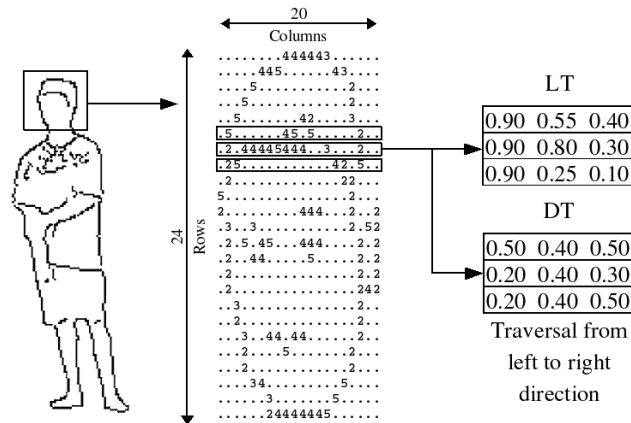 20
Columns
........444443......
.....445......43....
....5...........2...
...5............2...
..5.......42....3...
.5......45.5.....2..
.2.44445444..3...2..
.25...........42.5..
.2.............22...
5...............2...
2.........444...2..2
.3..3...........2.52
.2.5.45...444....2.2
.2..44....5......2.2
.2...............2.2
.2...............242
..3.............2...
..2.............2...
...3..44.44.....2...
...2....5.......2...
...2............2...
....34.........5....
....3......5..5.....
......24444445......
24
Rows
LT
0.90 0.55 0.40
0.90 0.80 0.30
0.90 0.25 0.10
DT
0.50 0.40 0.50
0.20 0.40 0.30
0.20 0.40 0.50
Traversal from
left to right
direction